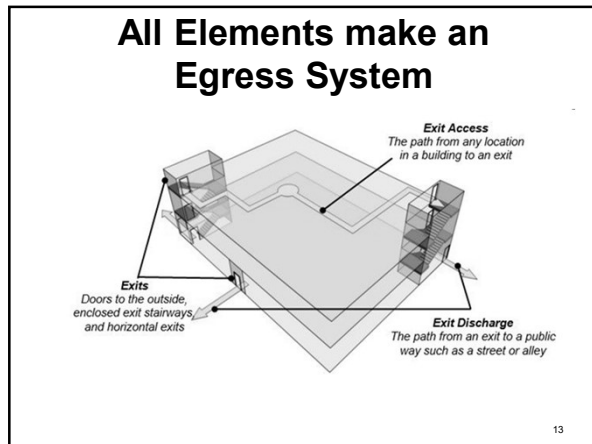 All Elements make an
Egress System
Exit Access
The path from any location
in a building to an exit
Exits
Doors to the outside,
enclosed exit stairways
and horizontal exits
Exit Discharge
The path from an exit to a public
way such as a street or alley
13